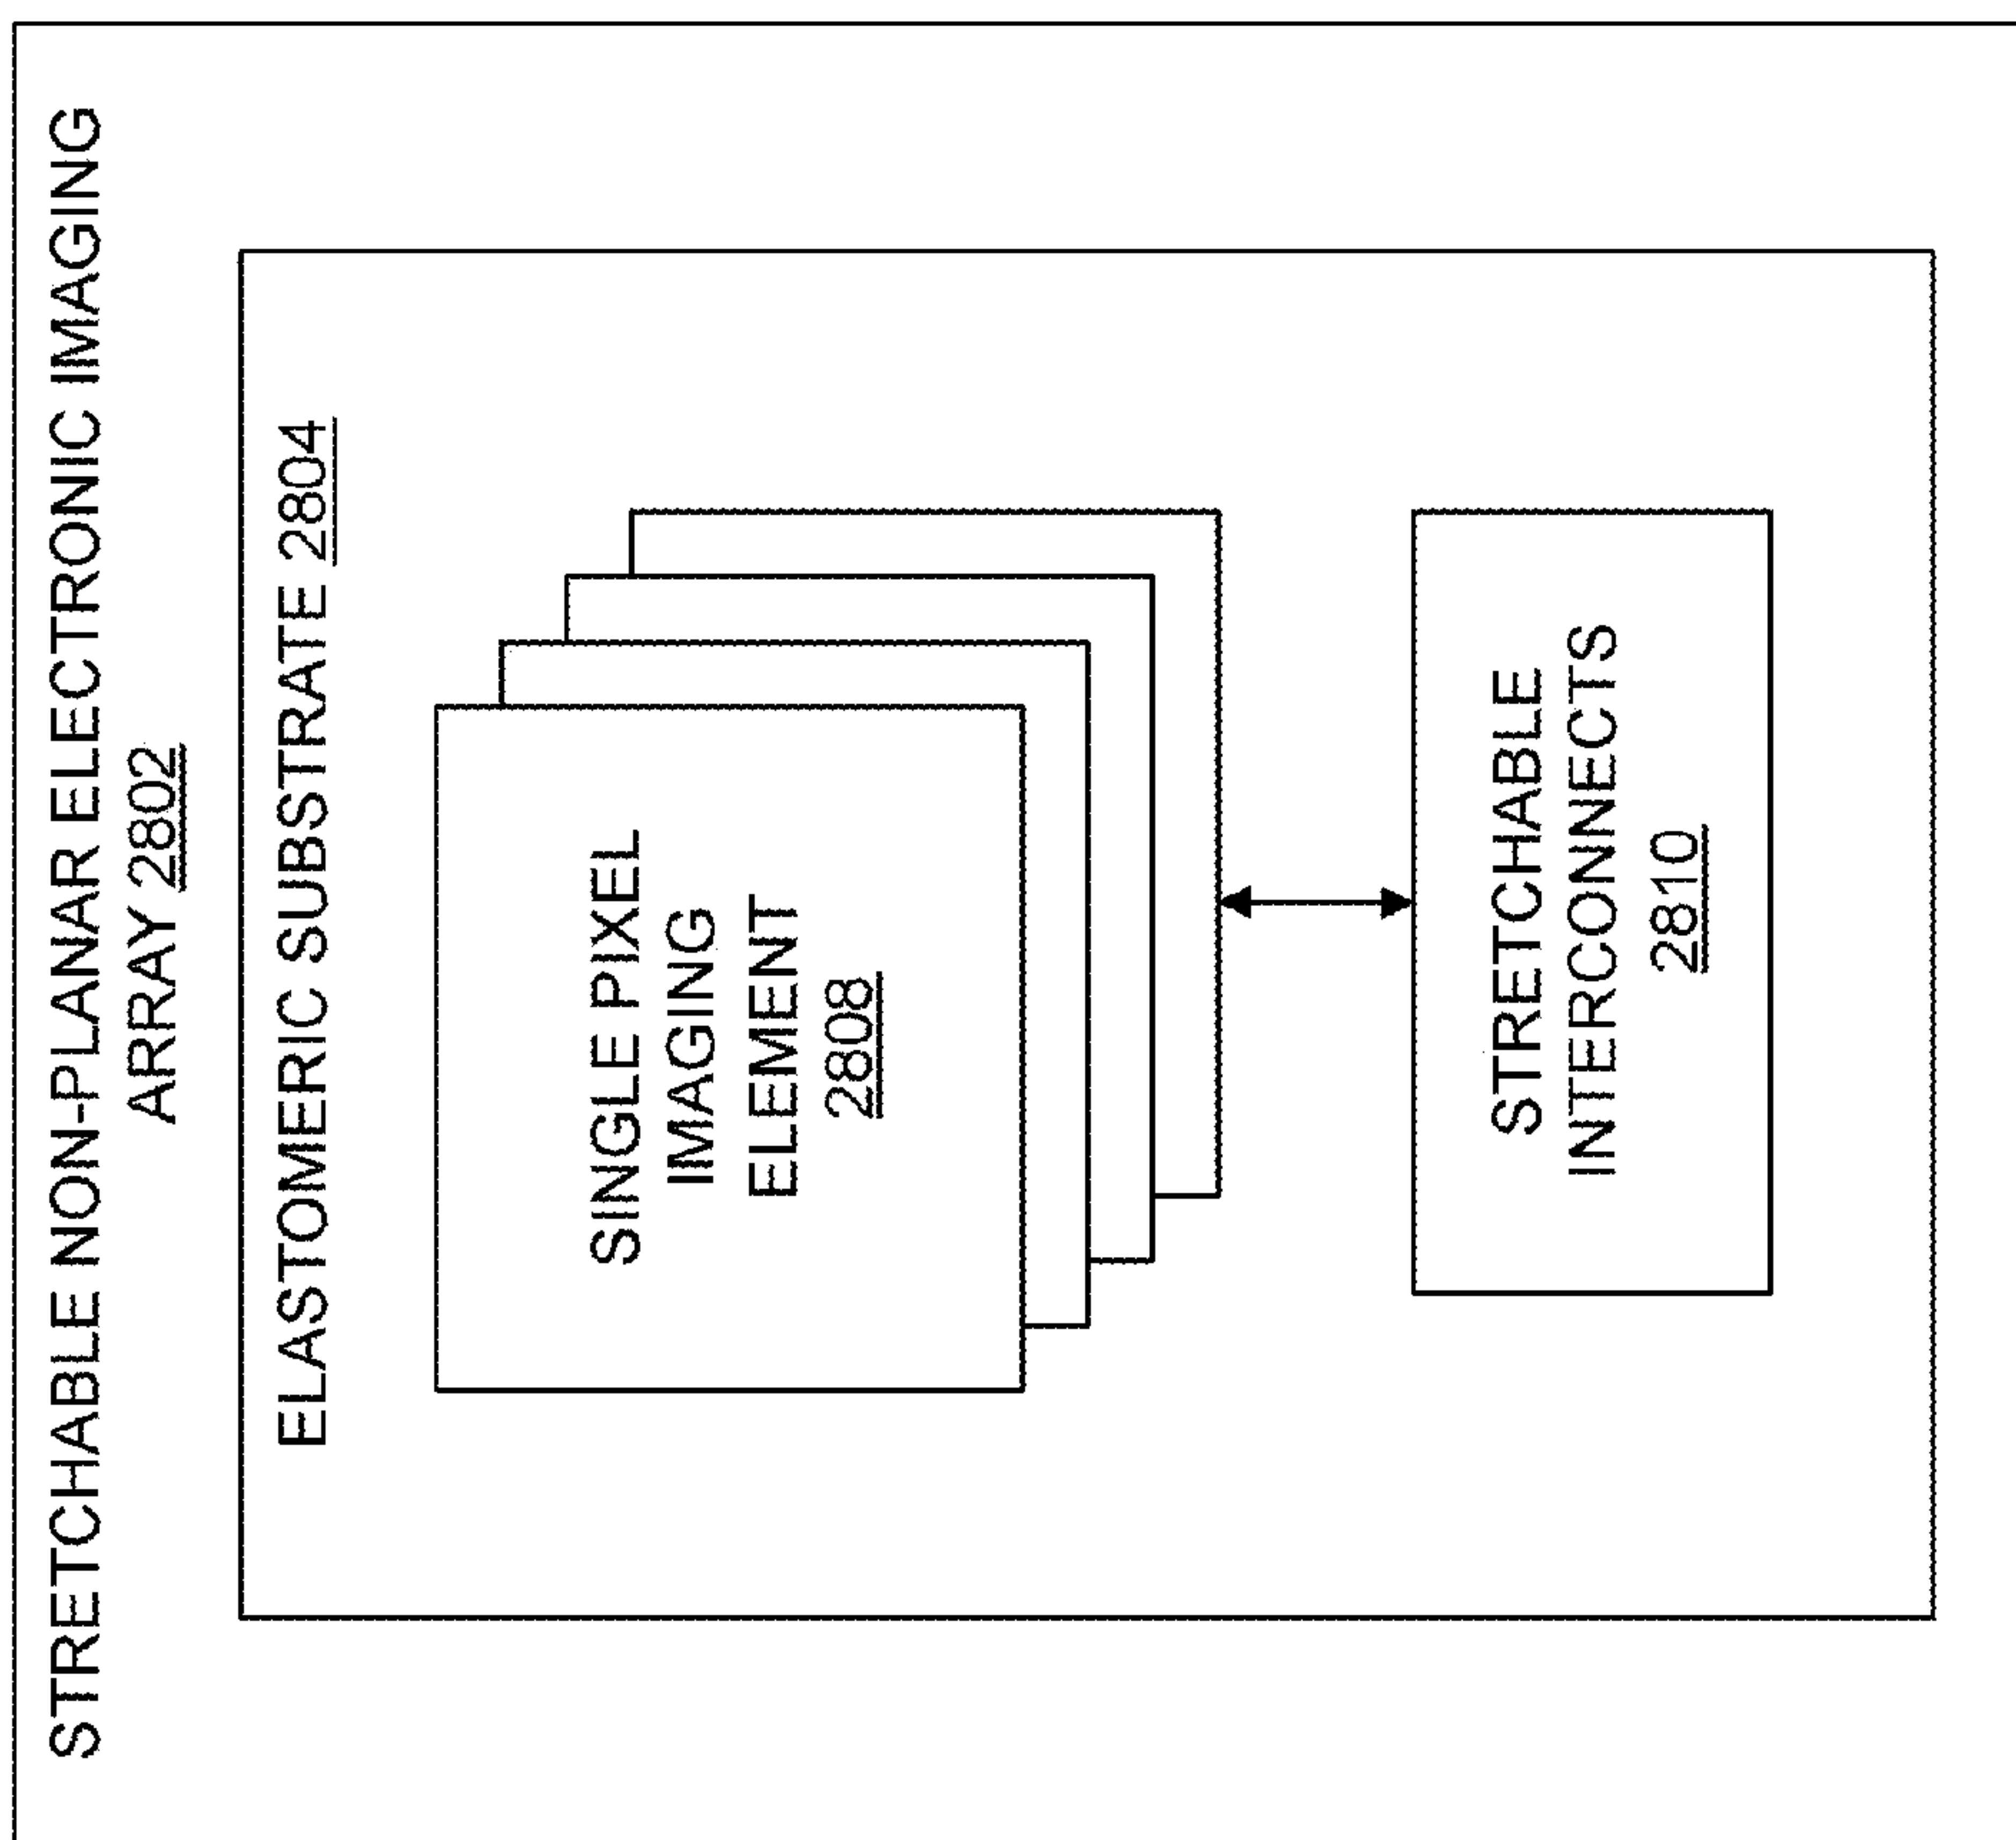 STRETCHABLE NON-PLANAR ELECTRONIC IMAGING
ARRAY 2802
ELASTOMERIC SUBSTRATE 2804
SINGLE PIXEL
IMAGING
ELEMENT
2808
STRETCHABLE
INTERCONNECTS
2810